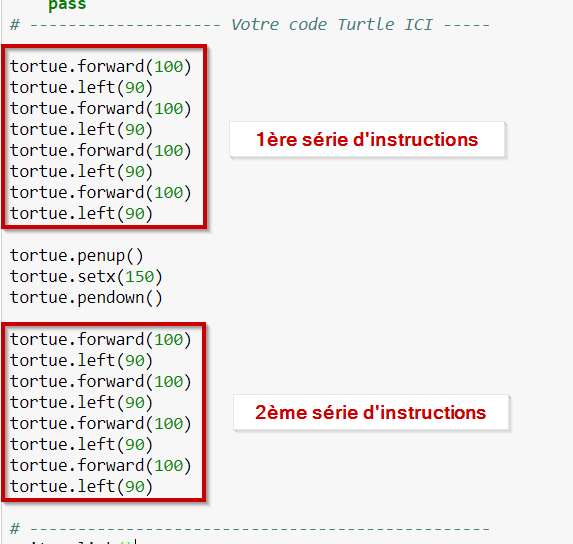 pass
# -------------------- Votre code Turtle ICI -----
tortue.forward(100)
tortue.left(90)
tortue.forward(100)
tortue.left(90)
tortue.forward(100)
tortue.left(90)
tortue.forward(100)
tortue.left(90)
1ère série d'instructions
tortue.penup()
tortue.setx(150)
tortue.pendown()
tortue.forward(100)
tortue.left(90)
tortue.forward(100)
tortue.left(90)
tortue.forward(100)
tortue.left(90)
tortue.forward(100)
tortue.left(90)
2ème série d'instructions
# ------------------------------------------------